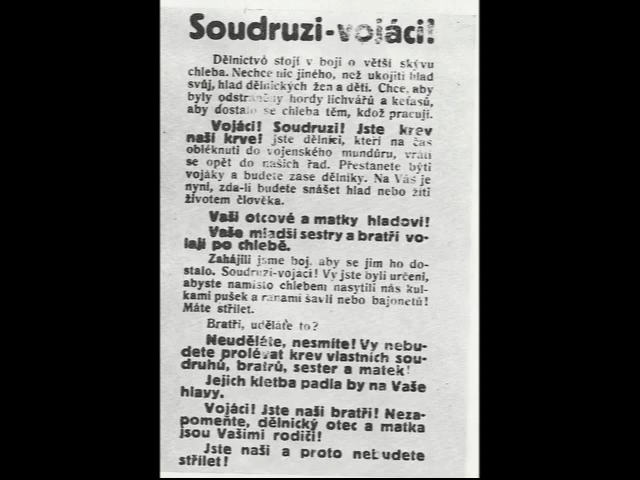 Soudruzi-vojáci!
Dělnictvo stojí v boji o větší skývu
chleba. Nechce nic jiného, než ukojiti hlad
svůj, hlad dělnických žen a dětí. Chce, aby
byly odstraněny hordy lichvářů a keťasů,
aby dostalo se chleba těm, kdož pracují.
Vojáci! Soudruzi! Jste krev
naší krve! jste dělníci, kteří na čas
obléknuti do vojenského mundúru, vrátí
se opět do našich řad. Přestanete býti
vojáky a budete zase dělníky. Na Vás je
nyní, zda-li budete snášet hlad nebo žíti
životem člověka.
Vaši otcové a matky hladoví!
Vaše mladší sestry a bratři vo-
lají po chlebě.
Zahájili jsme boj, aby se jim ho do-
stalo. Soudruzi-vojáci! Vy jste byli určeni,
abyste namísto chlebem nasytili nás kul-
kami pušek a ranami šavlí nebo bajonetů!
Máte střílet.
Bratři, uděláte to?
Neuděláte, nesmíte! Vy nebu-
dete prolévat krev vlastních sou-
druhů, bratrů, sester a matek!
Jejich kletba padla by na Vaše
hlavy.
Vojáci! Jste naši bratři! Neza-
pomeňte, dělnický otec a matka
jsou Vašimi rodiči!
Jste naši a proto nebudete
střílet!